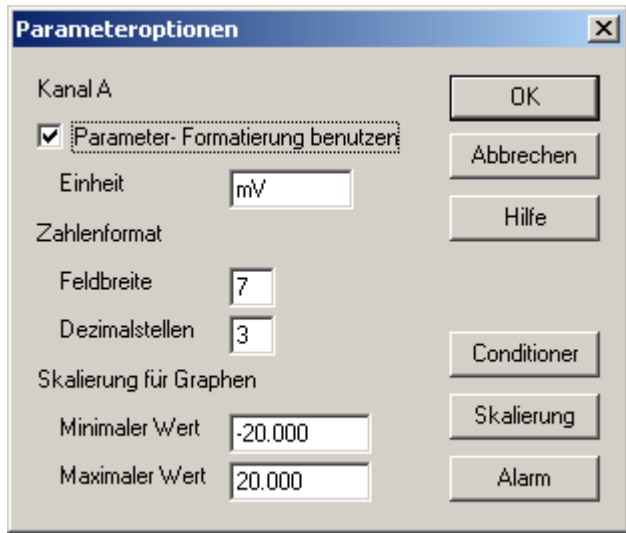 Parameteroptionen
Kanal A
OK
Parameter- Formatierung benutzen
Abbrechen
Einheit
mV
Hilfe
Zahlenformat
Feldbreite
7
Dezimalstellen
3
Conditioner
Skalierung für Graphen
Skalierung
Minimaler Wert
-20.000
Maximaler Wert
20.000
Alarm